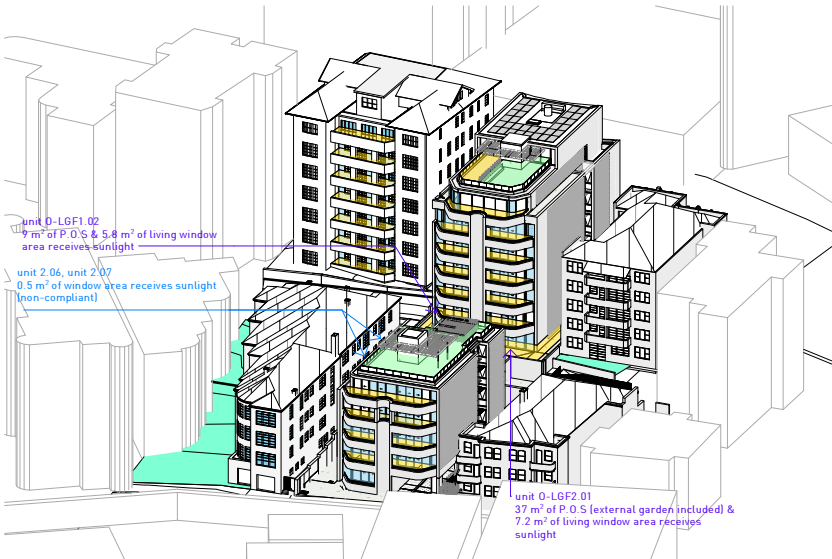 unit O-LGF1.02
9 m² of P.O.S & 5.8 m² of living window
area receives sunlight
unit 2.06, unit 2.07
0.5 m² of window area receives sunlight
(non-compliant)
unit O-LGF2.01
37 m² of P.O.S (external garden included) &
7.2 m² of living window area receives
sunlight